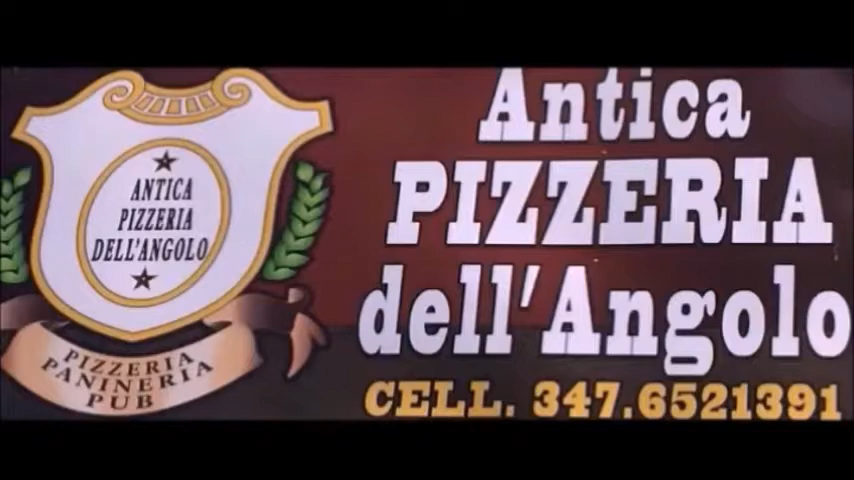 ANTICA
PIZZERIA
DELL'ANGOLO
PIZZERIA
PANINERIA
PUB
Antica
PIZZERIA
dell'Angolo
CELL. 347.6521391